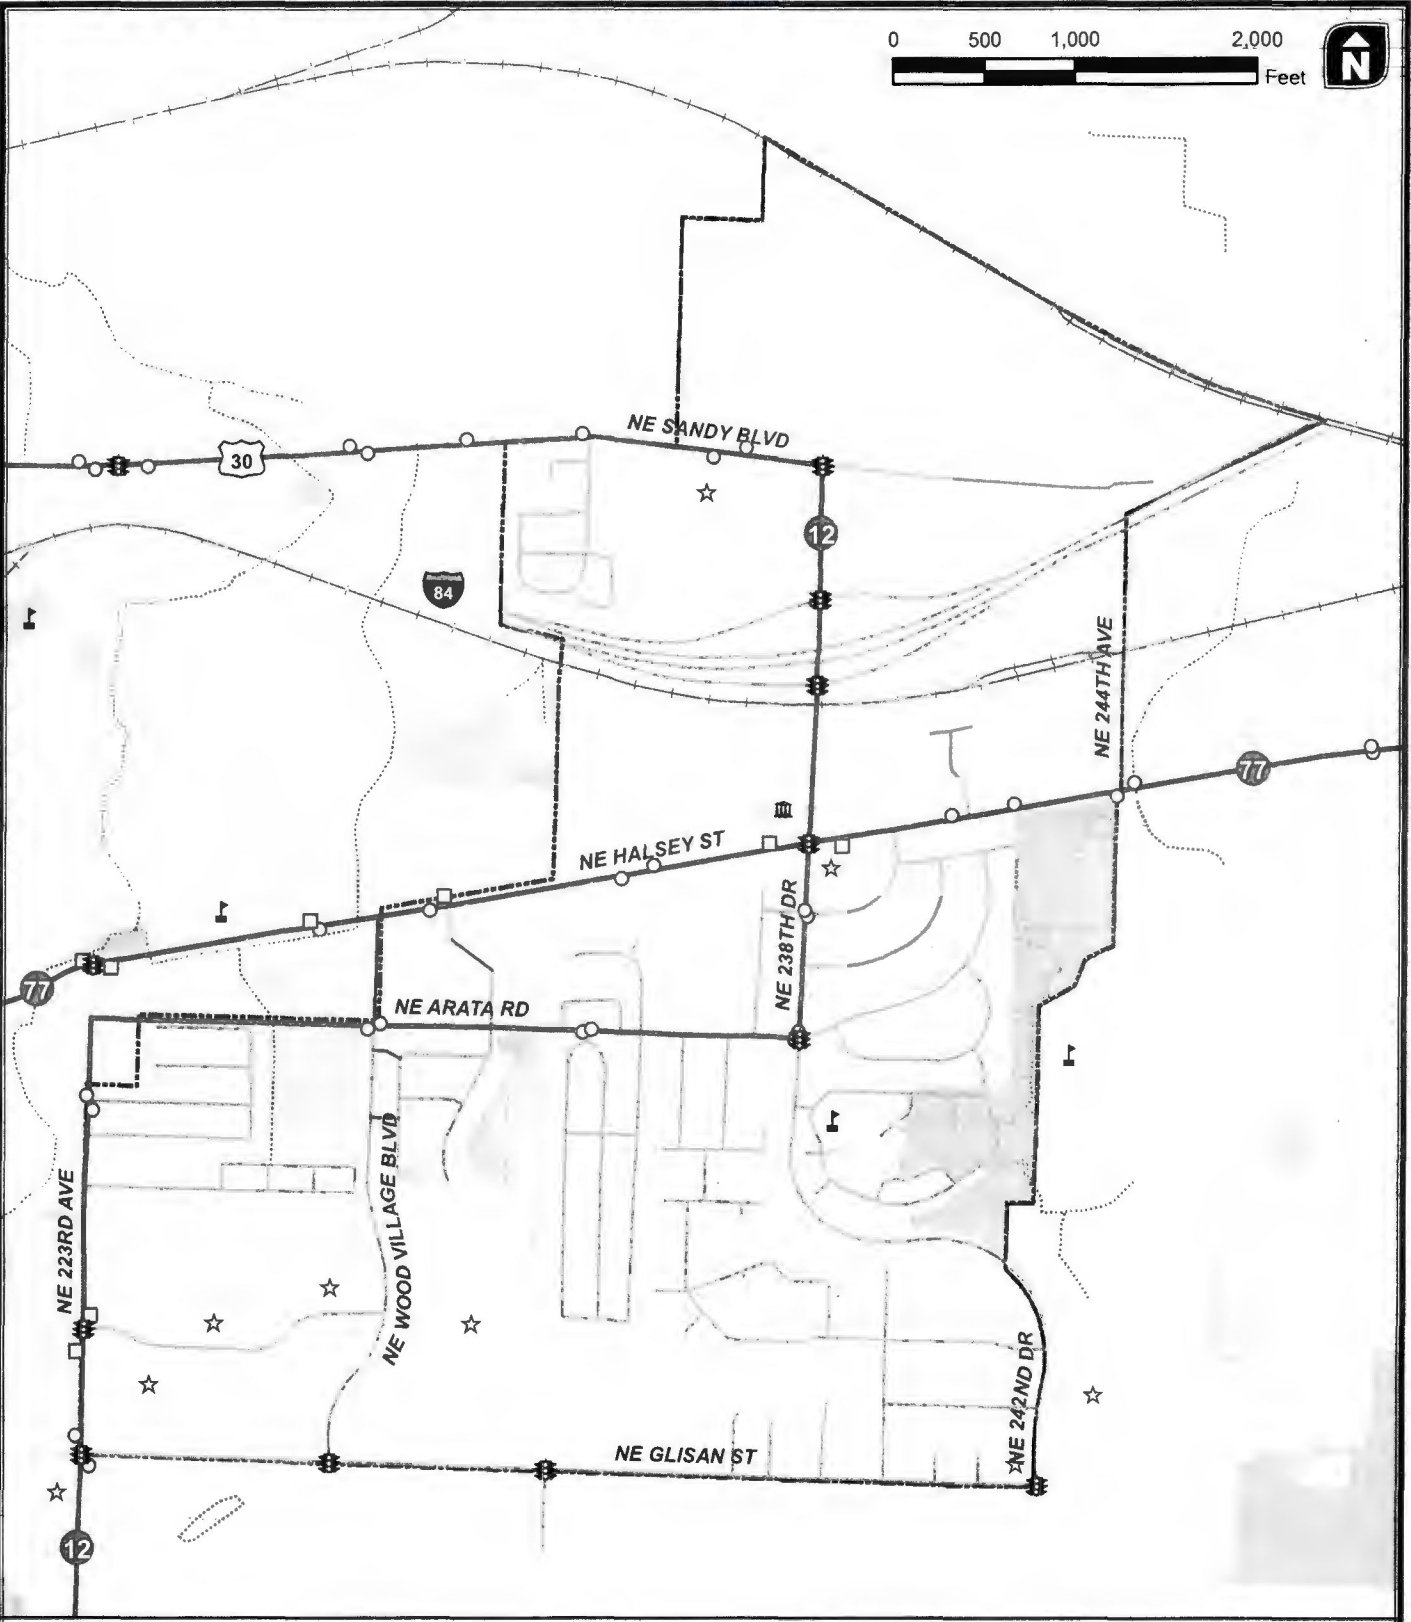 0 500 1,000 2,000
Feet
N
NE SANDY BLVD
30
12
84
NE 244TH AVE
77
NE HALSEY ST
NE 238TH DR
77
NE ARATA RD
NE WOOD VILLAGE BLVD
NE 223RD AVE
NE 242ND DR
NE GLISAN ST
12